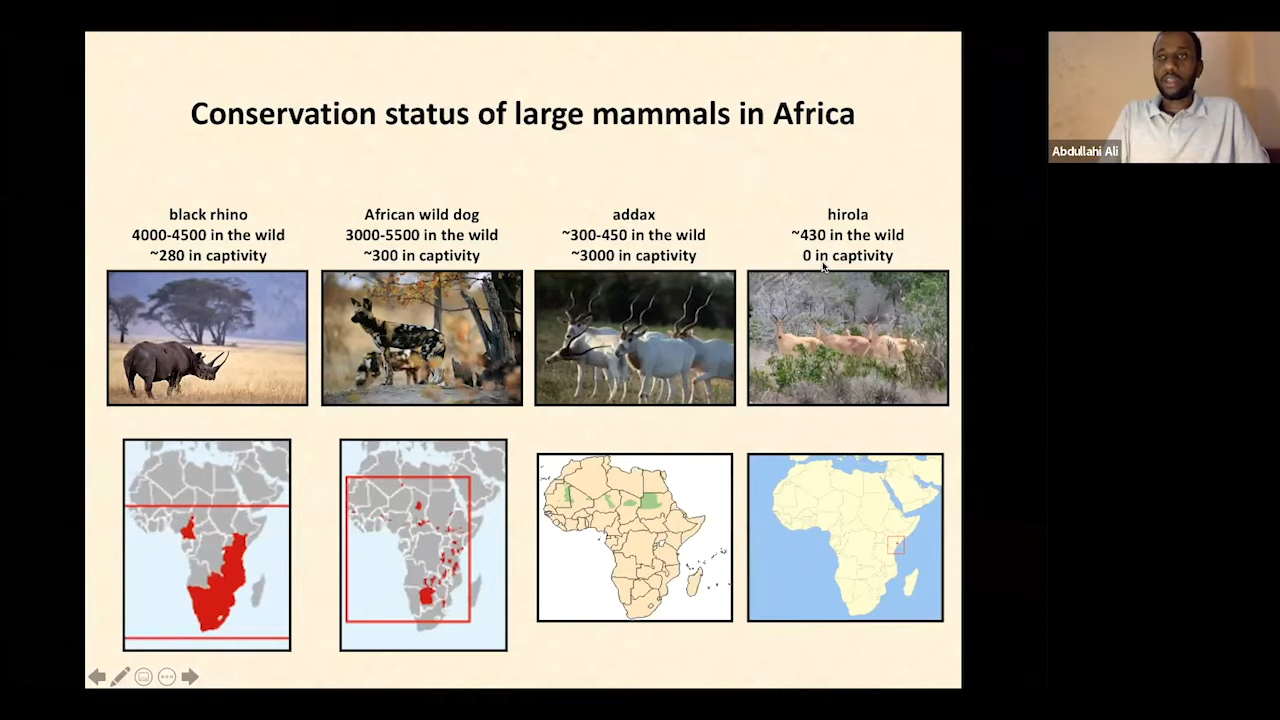 Conservation status of large mammals in Africa
black rhino
4000-4500 in the wild
~280 in captivity
African wild dog
3000-5500 in the wild
~300 in captivity
addax
~300-450 in the wild
~3000 in captivity
hirola
~430 in the wild
0 in captivity
Abdullahi Ali